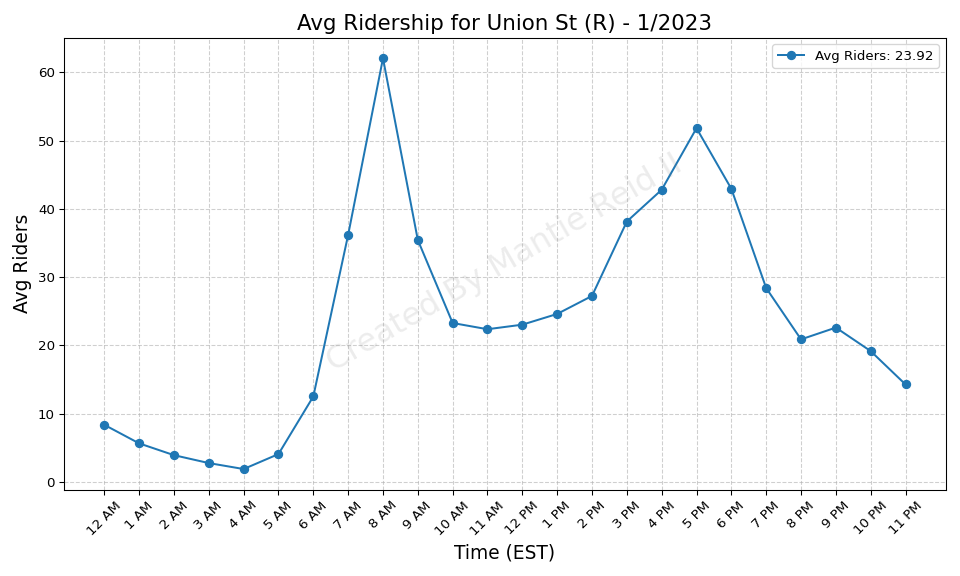 Avg Ridership for Union St (R) - 1/2023
Avg Riders: 23.92
60
50
40
30
20
10
0
Avg Riders
Created By Mantie Reid II
12 AM
1 AM
2 AM
3 AM
4 AM
5 AM
6 AM
7 AM
8 AM
9 AM
10 AM
11 AM
12 PM
1 PM
2 PM
3 PM
4 PM
5 PM
6 PM
7 PM
8 PM
9 PM
10 PM
11 PM
Time (EST)